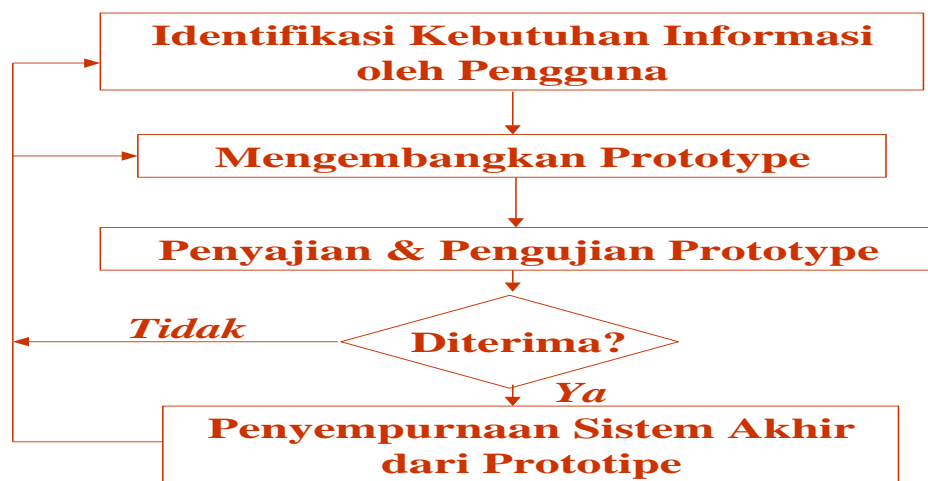 Identifikasi Kebutuhan Informasi
oleh Pengguna
Mengembangkan Prototype
Penyajian & Pengujian Prototype
Tidak
Diterima?
Ya
Penyempurnaan Sistem Akhir
dari Prototipe